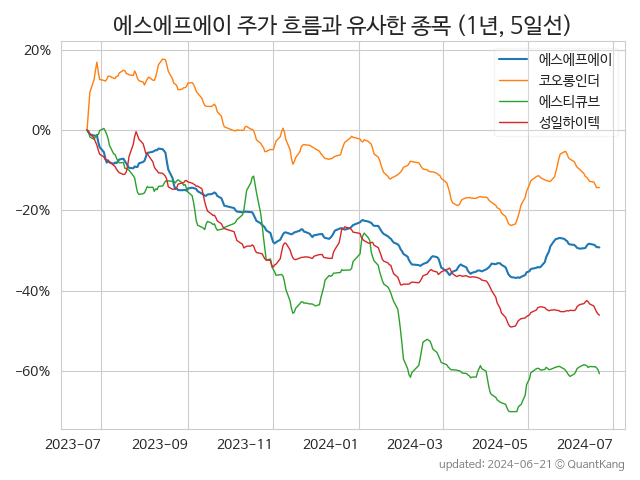 에스에프에이 주가 흐름과 유사한 종목 (1년, 5일선)
20%
0%
−20%
−40%
−60%
에스에프에이
코오롱인더
에스티큐브
성일하이텍
2023-07 2023-09 2023-11 2024-01 2024-03 2024-05 2024-07
updated: 2024-06-21 © QuantKang